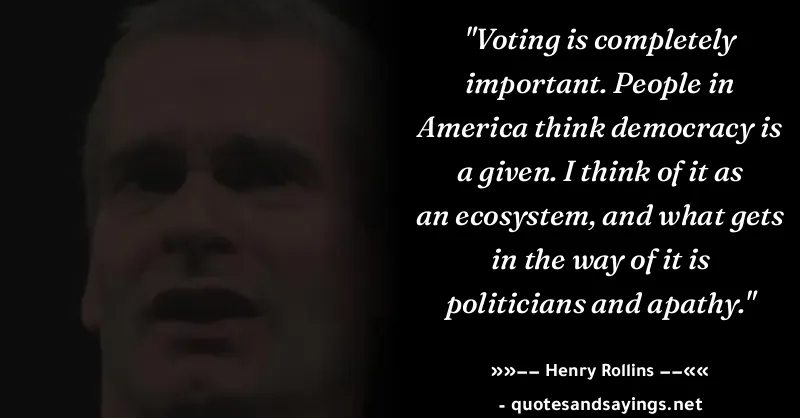 "Voting is completely
important. People in
America think democracy is
a given. I think of it as
an ecosystem, and what gets
in the way of it is
politicians and apathy."
»»−− Henry Rollins −−««
- quotesandsayings.net